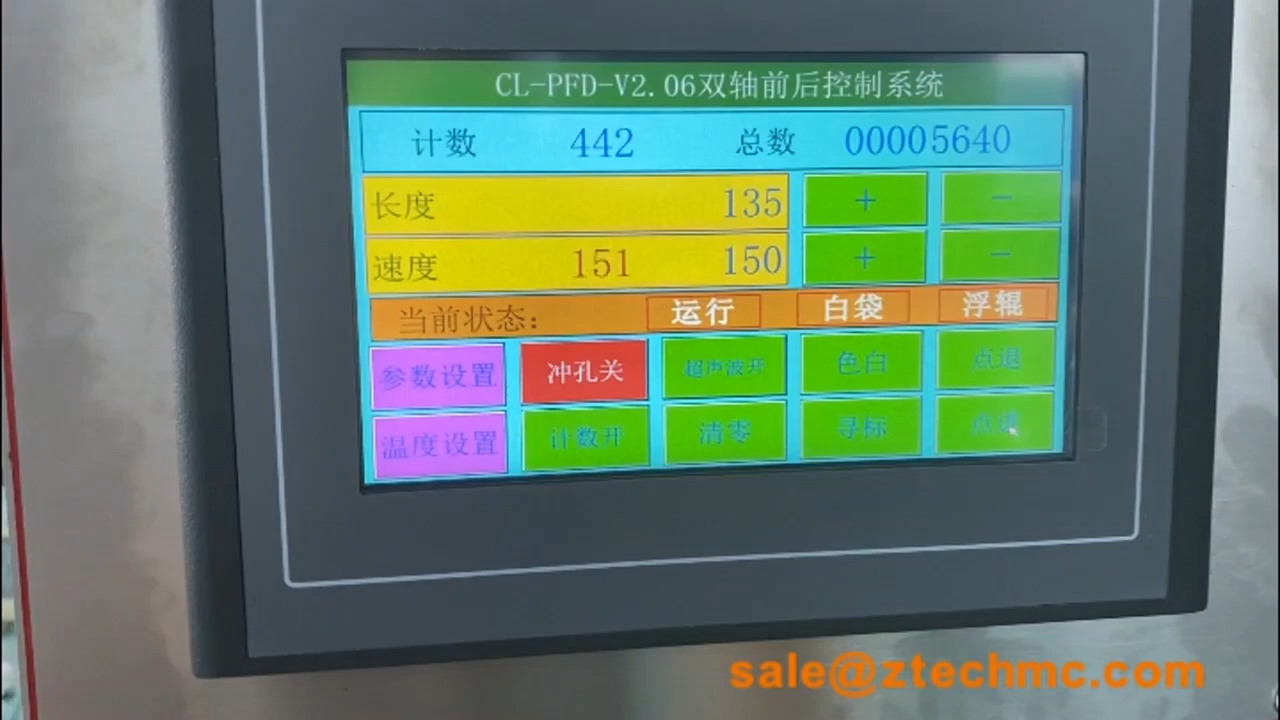 CL-PFD-V2.06双轴前后控制系统
计数 442 总数 00005640
长度 135 + －
速度 151 150 + －
当前状态: 运行 白袋 浮辊
参数设置 冲孔关 超声波开 色白 点退
温度设置 计数开 清零 寻标 点进
sale@ztechmc.com